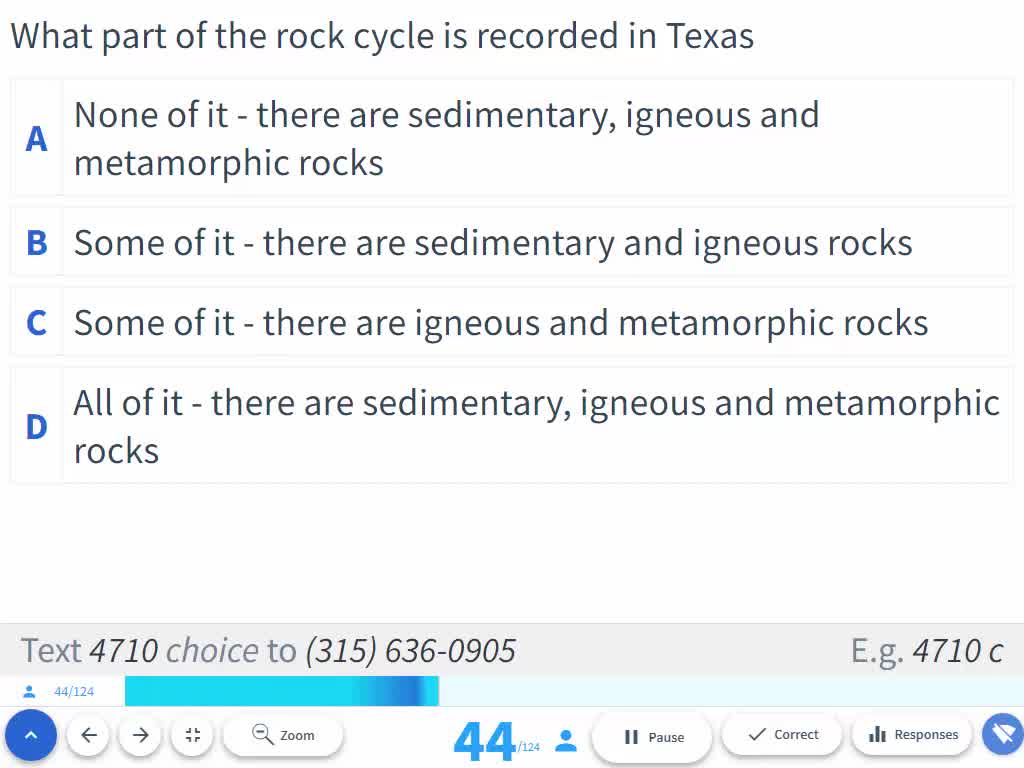 What part of the rock cycle is recorded in Texas
A
None of it - there are sedimentary, igneous and
metamorphic rocks
B
Some of it - there are sedimentary and igneous rocks
C
Some of it - there are igneous and metamorphic rocks
D
All of it - there are sedimentary, igneous and metamorphic
rocks
Text 4710 choice to (315) 636-0905
E.g. 4710 c
44/124
Zoom
44/124
Pause
Correct
Responses